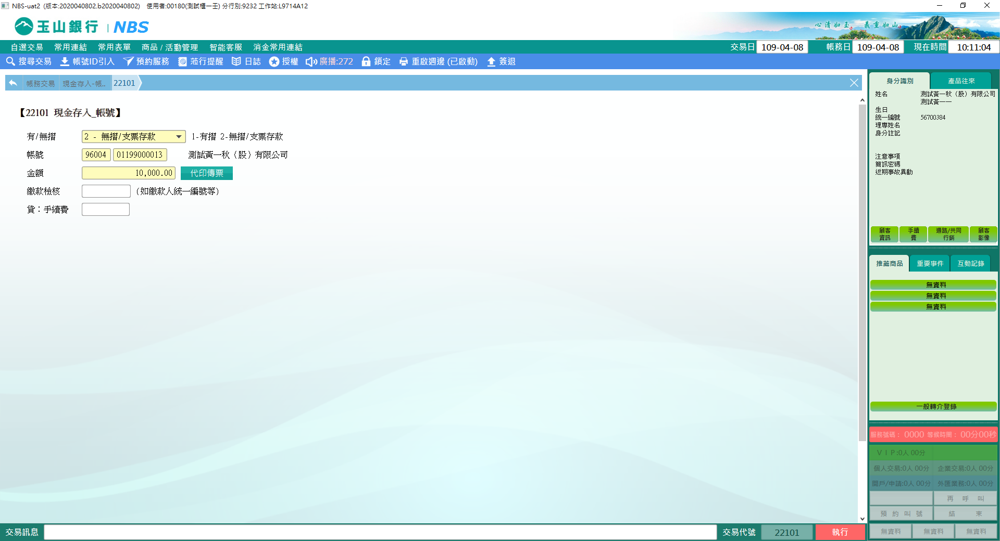 NBS-uat2 (版本:2020040802.b2020040802) 使用者:00180(測試櫃一王) 分行別:9232 工作站:L9714A12
玉山銀行 | NBS
心清如玉。義重如山。
自選交易 常用連結 常用表單 商品 / 活動管理 智能客服 消金常用連結 交易日 109-04-08 帳務日 109-04-08 現在時間 10:11:04
搜尋交易 帳號ID引入 預約服務 蒞行提醒 日誌 授權 廣播:272 鎖定 重啟週邊 (已啟動) 簽退
帳務交易 現金存入-帳.. 22101
【22101 現金存入_帳號】
有/無摺 2 - 無摺/支票存款 1-有摺 2-無摺/支票存款
帳號 96004 01199000013 測試黃一秋（股）有限公司
金額 10,000.00 代印傳票
繳款檢核 (如繳款人統一編號等)
貸：手續費
身分識別 產品往來
姓名 測試黃一秋（股）有限公司
測試黃一一
生日
統一編號 56700384
理專姓名
身分註記
注意事項
簡訊密碼
近期事故異動
顧客資訊 手續費 通路/共同行銷 顧客影像
推薦商品 重要事件 互動記錄
無資料
無資料
無資料
一般轉介登錄
服務號碼： 0000 等候時間： 00分00秒
ＶＩＰ:0人 00分
個人交易:0人 00分 企業交易:0人 00分
開戶/申請:0人 00分 外匯業務:0人 00分
再 呼 叫
預 約 叫 號 結 束
無資料 無資料 無資料
交易訊息 交易代號 22101 執行